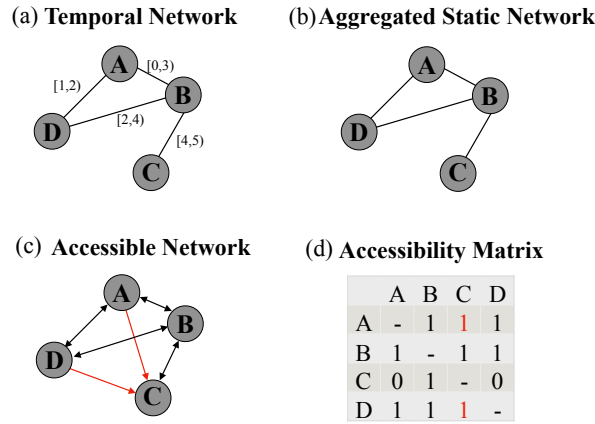 (a) Temporal Network
(b) Aggregated Static Network
A
[0,3)
[1,2)
B
[2,4)
D
[4,5)
C
A
B
D
C
(c) Accessible Network
(d) Accessibility Matrix
A
B
D
C
A B C D
A - 1 1 1
B 1 - 1 1
C 0 1 - 0
D 1 1 1 -